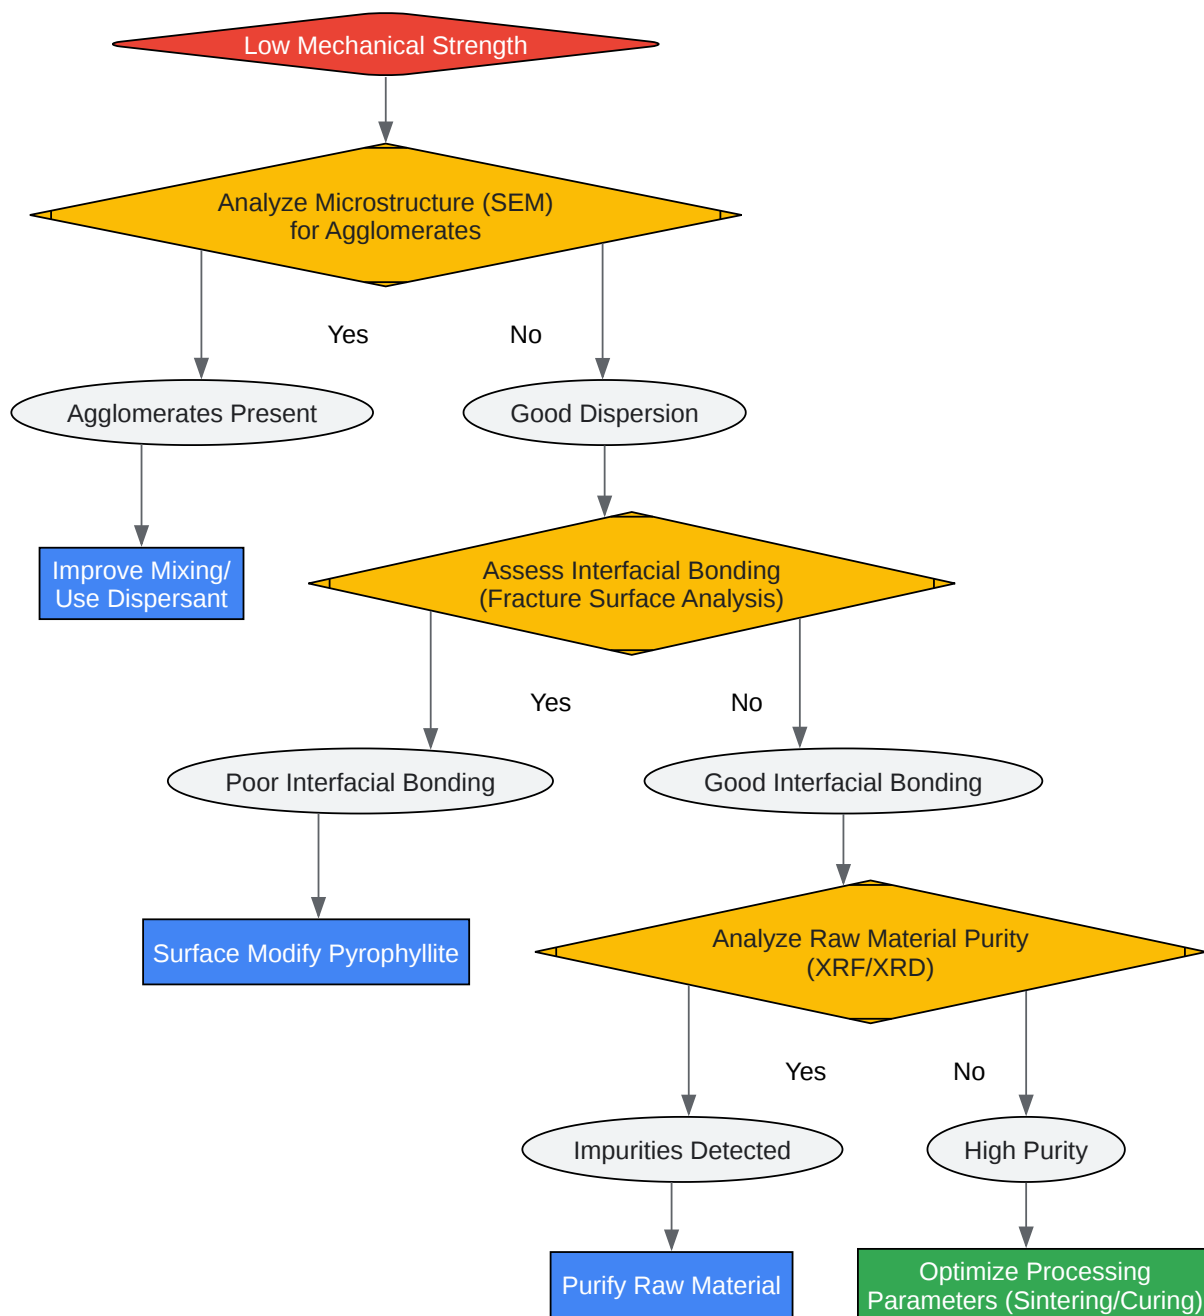 Low Mechanical Strength
Analyze Microstructure (SEM)
for Agglomerates
Yes
No
Agglomerates Present
Good Dispersion
Improve Mixing/
Use Dispersant
Assess Interfacial Bonding
(Fracture Surface Analysis)
Yes
No
Poor Interfacial Bonding
Good Interfacial Bonding
Surface Modify Pyrophyllite
Analyze Raw Material Purity
(XRF/XRD)
Yes
No
Impurities Detected
High Purity
Purify Raw Material
Optimize Processing
Parameters (Sintering/Curing)